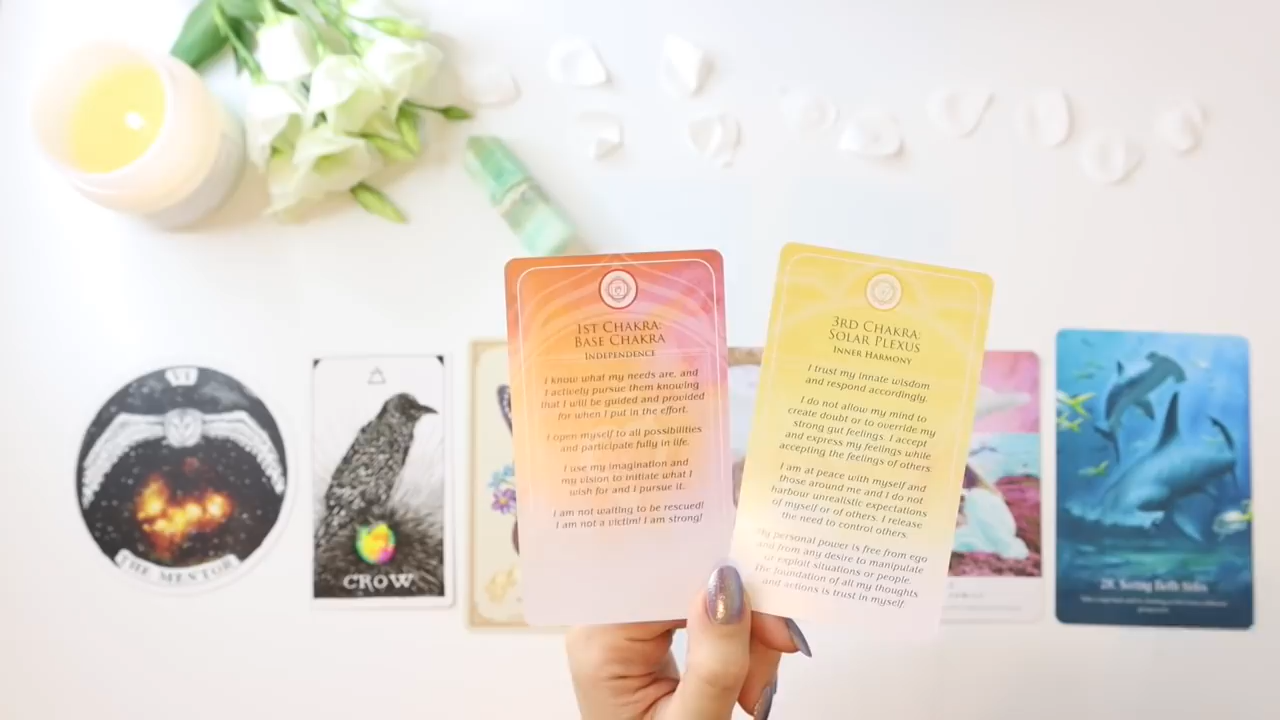 1ST CHAKRA:
BASE CHAKRA
INDEPENDENCE
I know what my needs are, and
I actively pursue them knowing
that I will be guided and provided
for when I put in the effort.
I open myself to all possibilities
and participate fully in life.
I use my imagination and
my vision to initiate what I
wish for and I pursue it.
I am not waiting to be rescued!
I am not a victim! I am strong!
3RD CHAKRA:
SOLAR PLEXUS
INNER HARMONY
I trust my innate wisdom
and respond accordingly.
I do not allow my mind to
create doubt or to override my
strong gut feelings. I accept
and express my feelings while
accepting the feelings of others.
I am at peace with myself and
those around me and I do not
harbour unrealistic expectations
of myself or of others. I release
the need to control others.
My personal power is free from ego
and from any desire to manipulate
or exploit situations or people.
The foundation of all my thoughts
and actions is trust in myself.
VI
THE MENTOR
CROW
28. Seeing Both Sides